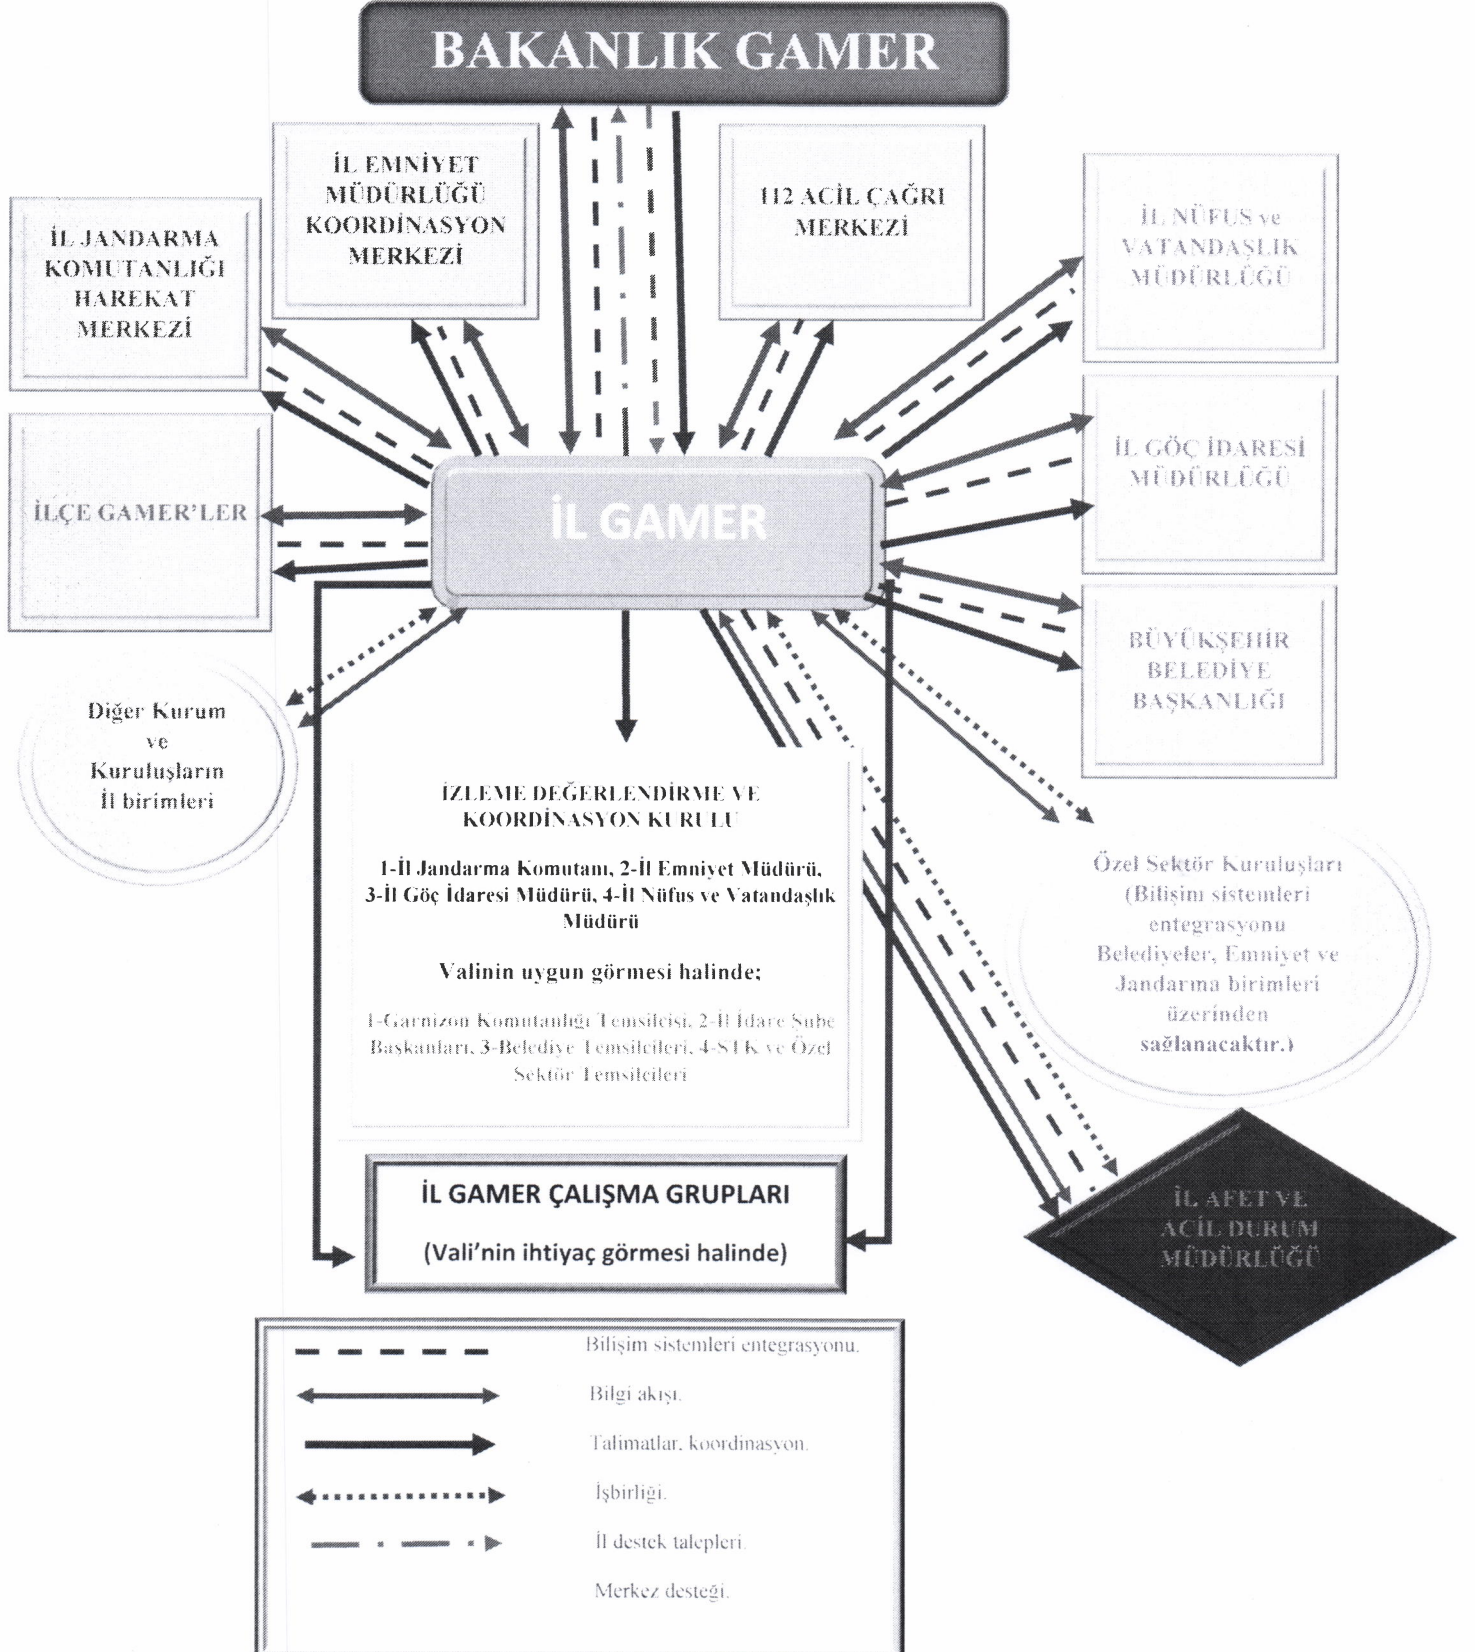 BAKANLIK GAMER
İL EMNİYET
MÜDÜRLÜĞÜ
KOORDİNASYON
MERKEZİ
112 ACİL ÇAĞRI
MERKEZİ
İL NÜFUS ve
VATANDAŞLIK
MÜDÜRLÜĞÜ
İL JANDARMA
KOMUTANLIĞI
HAREKAT
MERKEZİ
İL GÖÇ İDARESİ
MÜDÜRLÜĞÜ
İLÇE GAMER’LER
İL GAMER
BÜYÜKŞEHİR
BELEDİYE
BAŞKANLIĞI
Diğer Kurum
ve
Kuruluşların
İl birimleri
İZLEME DEĞERLENDİRME VE
KOORDİNASYON KURULU
1-İl Jandarma Komutanı, 2-İl Emniyet Müdürü,
3-İl Göç İdaresi Müdürü, 4-İl Nüfus ve Vatandaşlık
Müdürü
Valinin uygun görmesi halinde;
1-Garnizon Komutanlığı Temsilcisi, 2-İl İdare Şube
Başkanları, 3-Belediye Temsilcileri, 4-STK ve Özel
Sektör Temsilcileri
Özel Sektör Kuruluşları
(Bilişim sistemleri
entegrasyonu
Belediyeler, Emniyet ve
Jandarma birimleri
üzerinden
sağlanacaktır.)
İL GAMER ÇALIŞMA GRUPLARI
(Vali’nin ihtiyaç görmesi halinde)
İL AFET VE
ACİL DURUM
MÜDÜRLÜĞÜ
Bilişim sistemleri entegrasyonu.
Bilgi akışı.
Talimatlar, koordinasyon.
İşbirliği.
İl destek talepleri.
Merkez desteği.